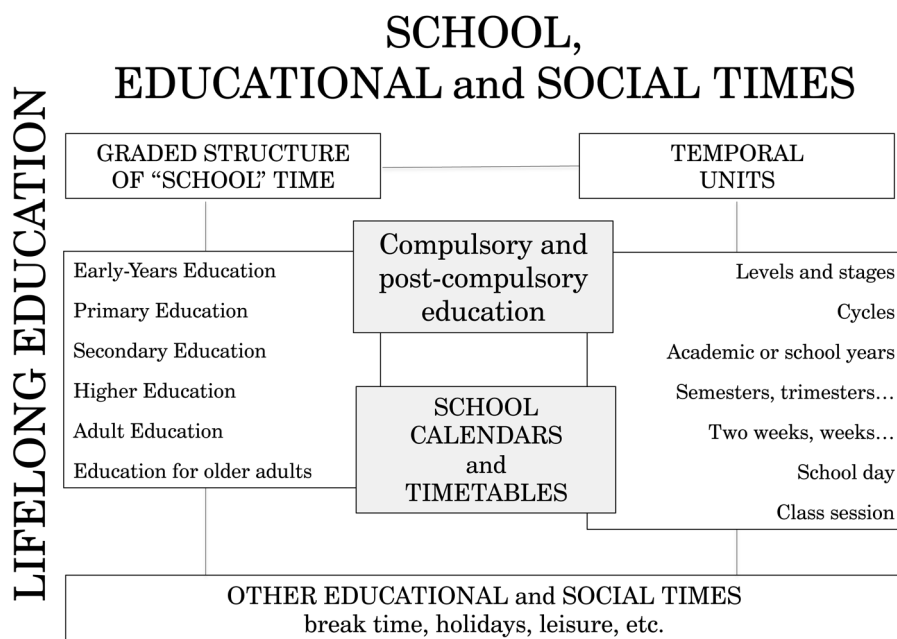 SCHOOL,
EDUCATIONAL and SOCIAL TIMES
LIFELONG EDUCATION
GRADED STRUCTURE
OF “SCHOOL” TIME
TEMPORAL
UNITS
Compulsory and
post-compulsory
education
Early-Years Education
Primary Education
Secondary Education
Higher Education
Adult Education
Education for older adults
SCHOOL
CALENDARS
and
TIMETABLES
Levels and stages
Cycles
Academic or school years
Semesters, trimesters…
Two weeks, weeks…
School day
Class session
OTHER EDUCATIONAL and SOCIAL TIMES
break time, holidays, leisure, etc.